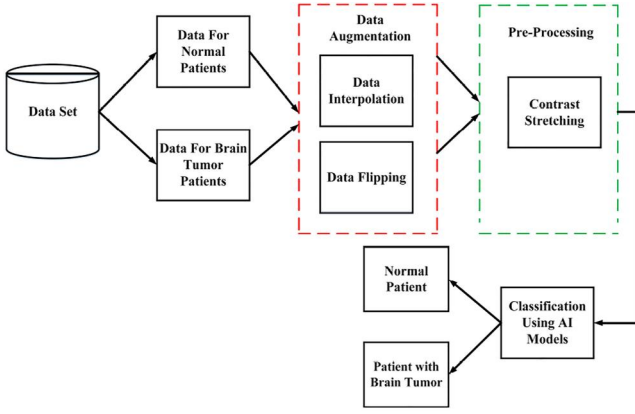 Data Set
Data For
Normal
Patients
Data For Brain
Tumor
Patients
Data
Augmentation
Data
Interpolation
Data Flipping
Pre-Processing
Contrast
Stretching
Classification
Using AI
Models
Normal
Patient
Patient with
Brain Tumor